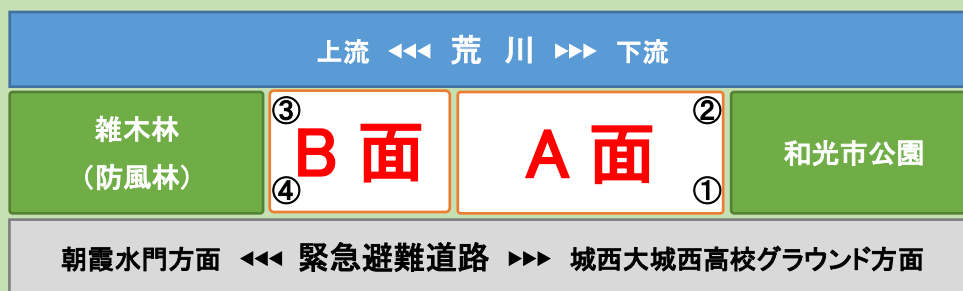 上流 ◀◀◀ 荒 川 ▶▶▶ 下流
雑木林
（防風林）
③
B 面
④
A 面
②
①
和光市公園
朝霞水門方面 ◀◀◀ 緊急避難道路 ▶▶▶ 城西大城西高校グラウンド方面